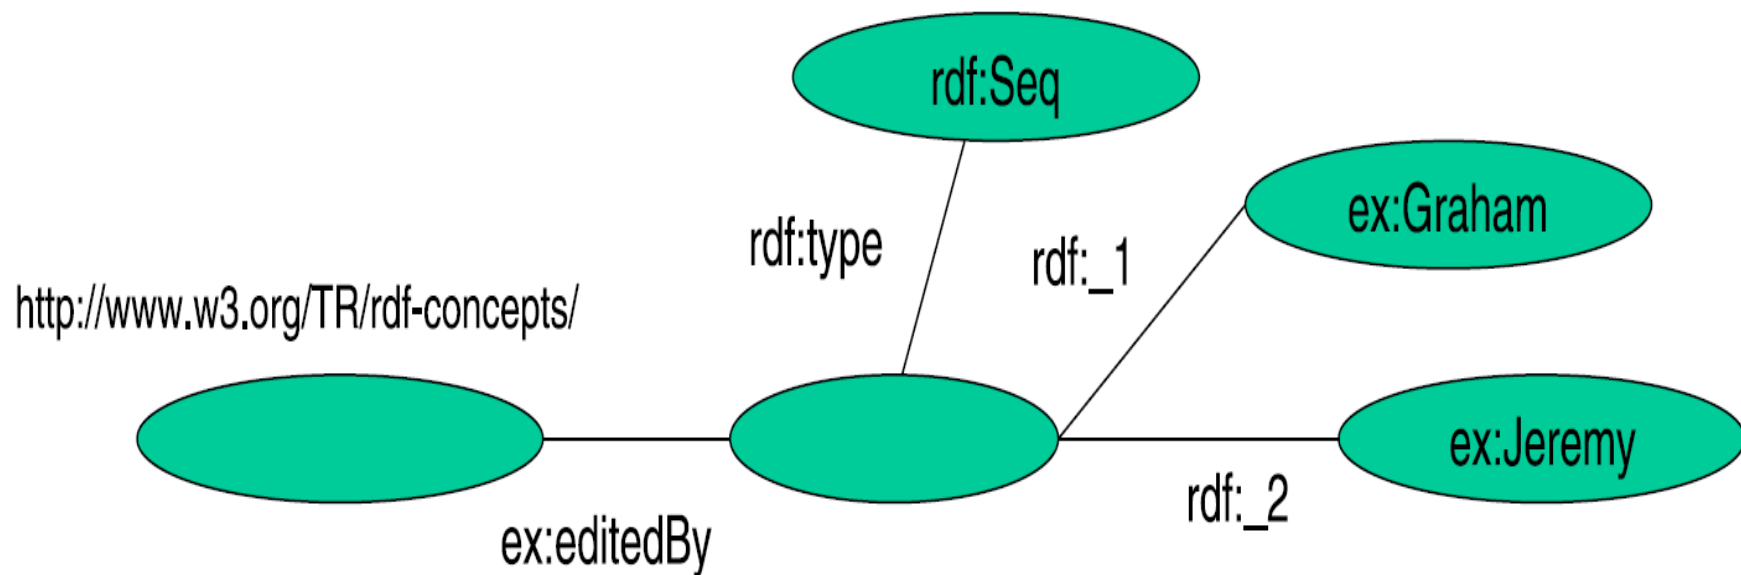 rdf:Seq
ex:Graham
rdf:type
rdf:_1
http://www.w3.org/TR/rdf-concepts/
ex:Jeremy
rdf:_2
ex:editedBy